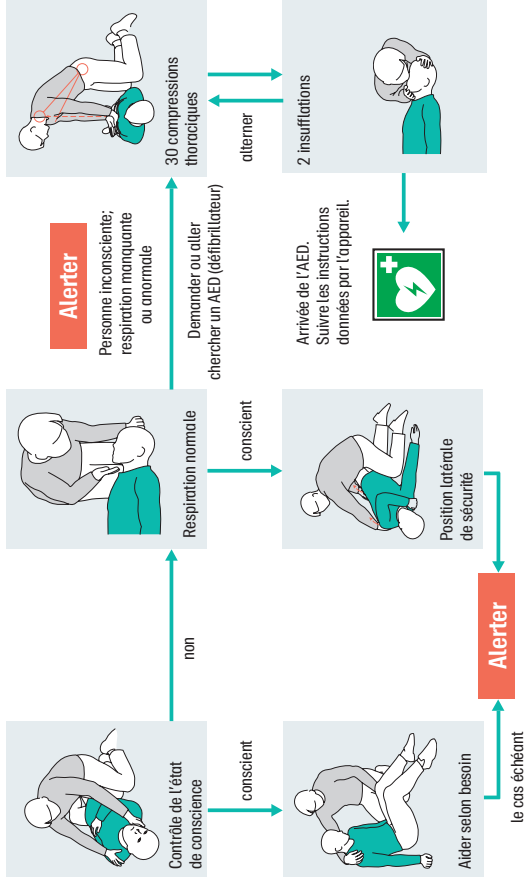 Contrôle de l'état
de conscience
non
Respiration normale
Alerter
Personne inconsciente;
respiration manquante
ou anormale
Demander ou aller
chercher un AED (défibrillateur)
30 compressions
thoraciques
conscient
conscient
alterner
Aider selon besoin
Position latérale
de sécurité
Arrivée de l'AED.
Suivre les instructions
données par l'appareil.
2 insufflations
le cas échéant
Alerter